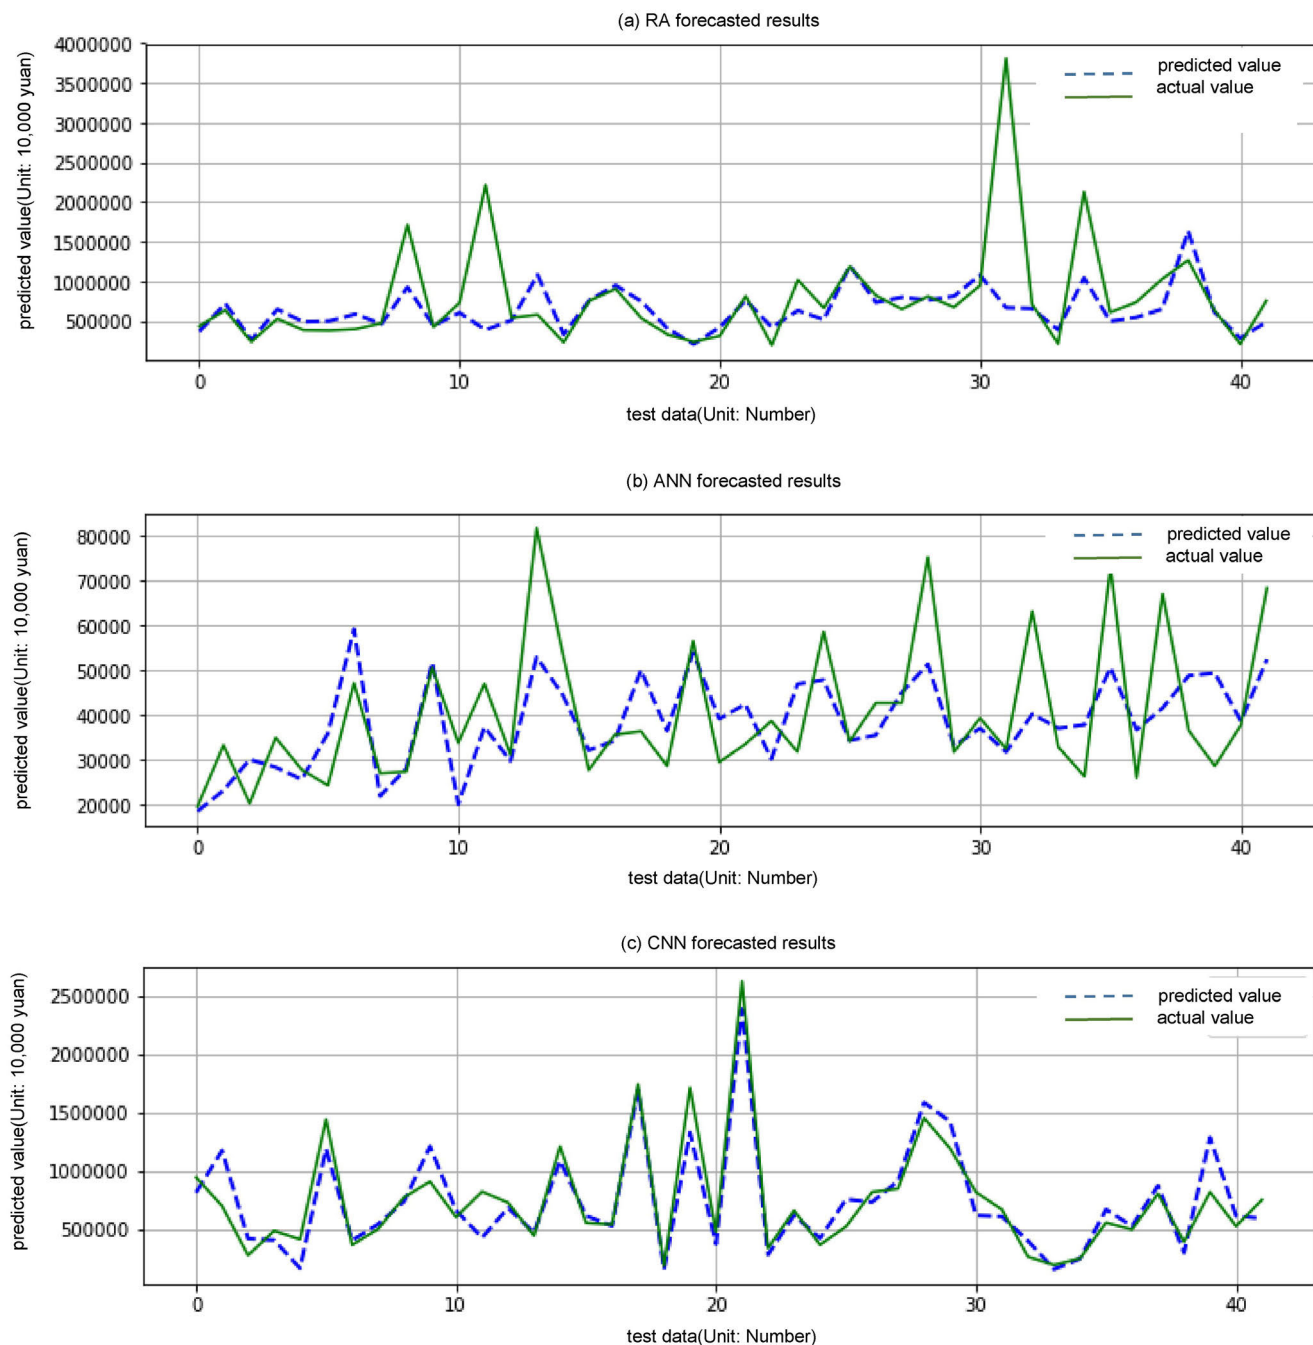 (a) RA forecasted results
predicted value(Unit: 10,000 yuan)
4000000
3500000
3000000
2500000
2000000
1500000
1000000
500000
predicted value
actual value
0 10 20 30 40
test data(Unit: Number)
(b) ANN forecasted results
predicted value(Unit: 10,000 yuan)
80000
70000
60000
50000
40000
30000
20000
predicted value
actual value
0 10 20 30 40
test data(Unit: Number)
(c) CNN forecasted results
predicted value(Unit: 10,000 yuan)
2500000
2000000
1500000
1000000
500000
predicted value
actual value
0 10 20 30 40
test data(Unit: Number)